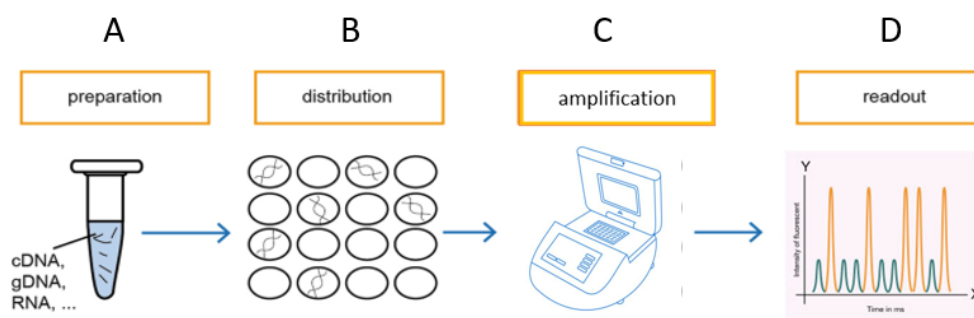 A B C D
preparation distribution amplification readout
cDNA,
gDNA,
RNA, ...
Y
Intensity of fluorescent
X
Time in ms